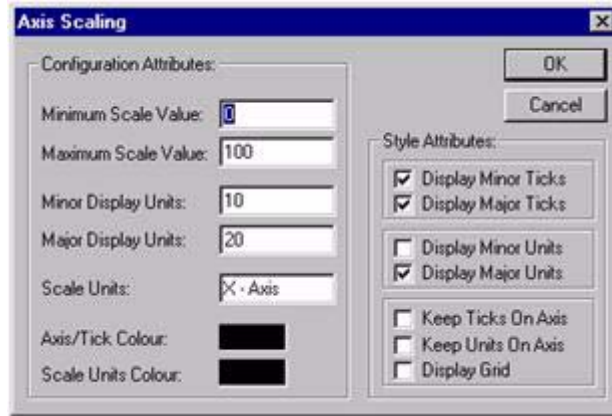 Axis Scaling
Configuration Attributes:
Minimum Scale Value: 0
Maximum Scale Value: 100
Minor Display Units: 10
Major Display Units: 20
Scale Units: X - Axis
Axis/Tick Colour:
Scale Units Colour:
OK
Cancel
Style Attributes:
Display Minor Ticks
Display Major Ticks
Display Minor Units
Display Major Units
Keep Ticks On Axis
Keep Units On Axis
Display Grid